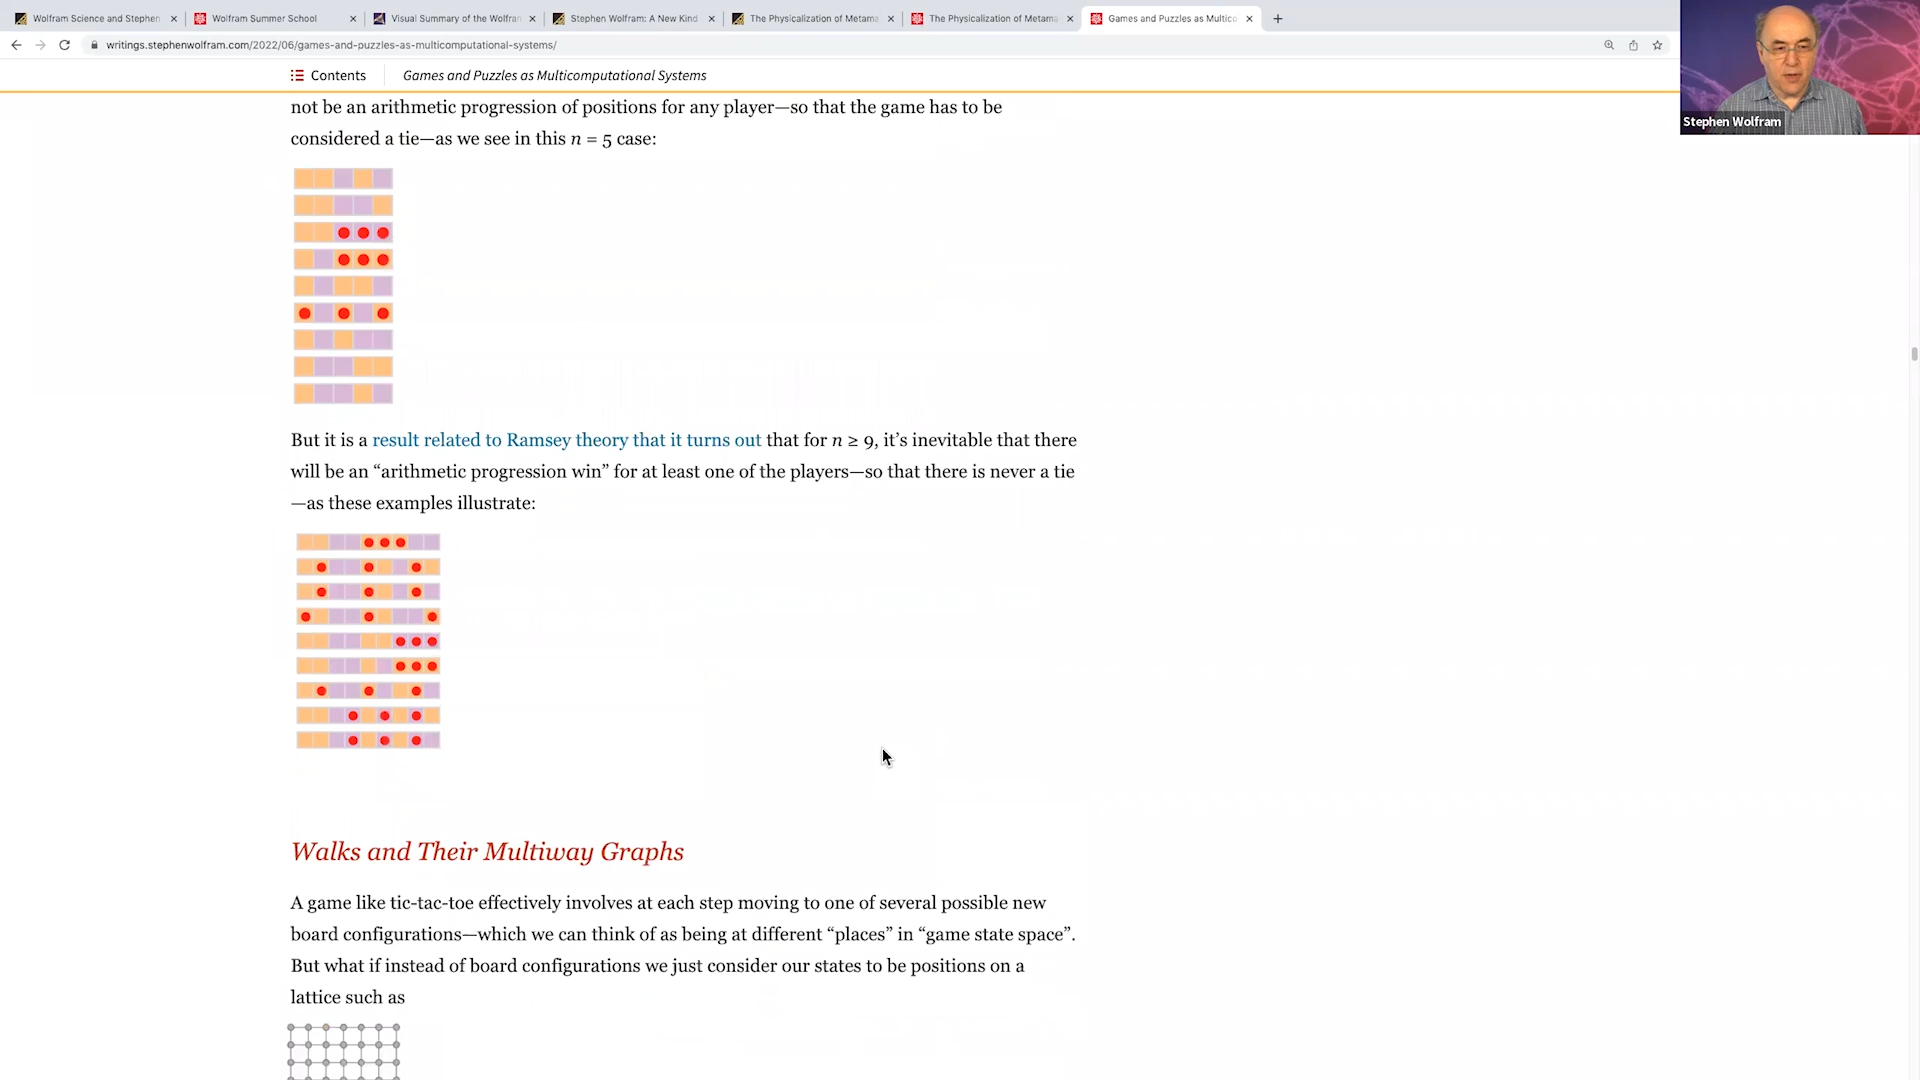 Wolfram Science and Stephen
Wolfram Summer School
Visual Summary of the Wolfran
Stephen Wolfram: A New Kind
The Physicalization of Metama
The Physicalization of Metama
Games and Puzzles as Multico
writings.stephenwolfram.com/2022/06/games-and-puzzles-as-multicomputational-systems/
Contents
Games and Puzzles as Multicomputational Systems
Stephen Wolfram
not be an arithmetic progression of positions for any player—so that the game has to be
considered a tie—as we see in this n = 5 case:
But it is a result related to Ramsey theory that it turns out that for n ≥ 9, it’s inevitable that there
will be an “arithmetic progression win” for at least one of the players—so that there is never a tie
—as these examples illustrate:
Walks and Their Multiway Graphs
A game like tic-tac-toe effectively involves at each step moving to one of several possible new
board configurations—which we can think of as being at different “places” in “game state space”.
But what if instead of board configurations we just consider our states to be positions on a
lattice such as